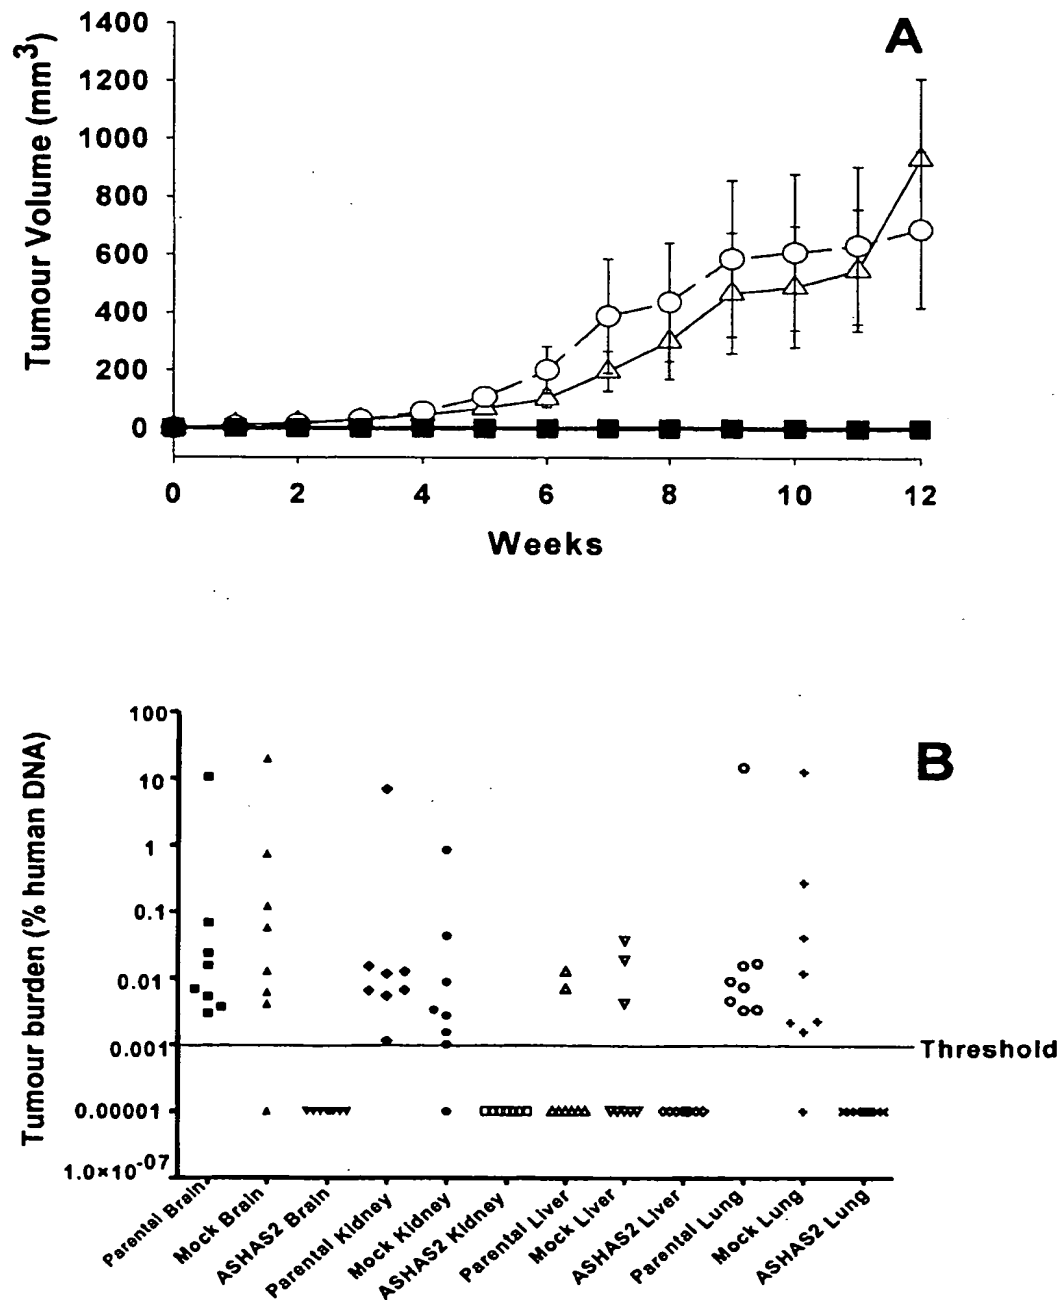 A
Tumour Volume (mm³)
1400
1200
1000
800
600
400
200
0
0 2 4 6 8 10 12
Weeks
B
Tumour burden (% human DNA)
100
10
1
0.1
0.01
0.001
Threshold
0.00001
1.0×10⁻⁰⁷
Parental Brain
Mock Brain
ASHAS2 Brain
Parental Kidney
Mock Kidney
ASHAS2 Kidney
Parental Liver
Mock Liver
ASHAS2 Liver
Parental Lung
Mock Lung
ASHAS2 Lung